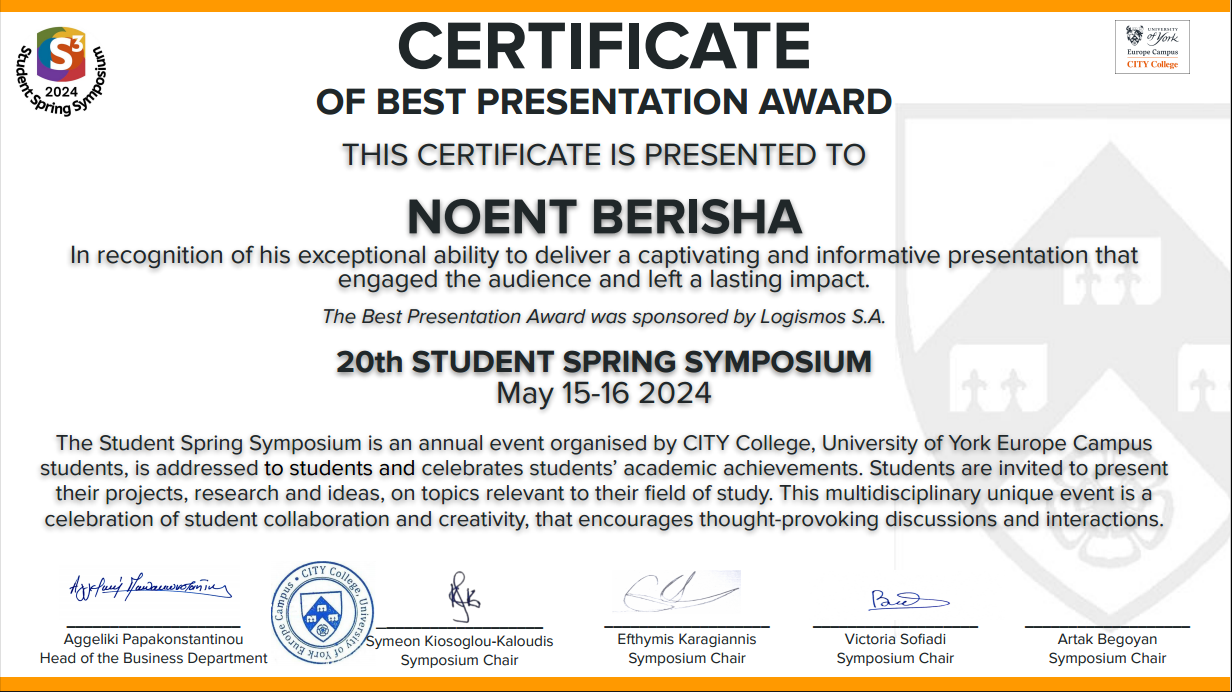 S3
2024
Student Spring Symposium
UNIVERSITY
of York
Europe Campus
CITY College
CERTIFICATE
OF BEST PRESENTATION AWARD
THIS CERTIFICATE IS PRESENTED TO
NOENT BERISHA
In recognition of his exceptional ability to deliver a captivating and informative presentation that
engaged the audience and left a lasting impact.
The Best Presentation Award was sponsored by Logismos S.A.
20th STUDENT SPRING SYMPOSIUM
May 15-16 2024
The Student Spring Symposium is an annual event organised by CITY College, University of York Europe Campus
students, is addressed to students and celebrates students’ academic achievements. Students are invited to present
their projects, research and ideas, on topics relevant to their field of study. This multidisciplinary unique event is a
celebration of student collaboration and creativity, that encourages thought-provoking discussions and interactions.
CITY College, University of York Europe Campus
Aggeliki Papakonstantinou
Head of the Business Department
Symeon Kiosoglou-Kaloudis
Symposium Chair
Efthymis Karagiannis
Symposium Chair
Victoria Sofiadi
Symposium Chair
Artak Begoyan
Symposium Chair